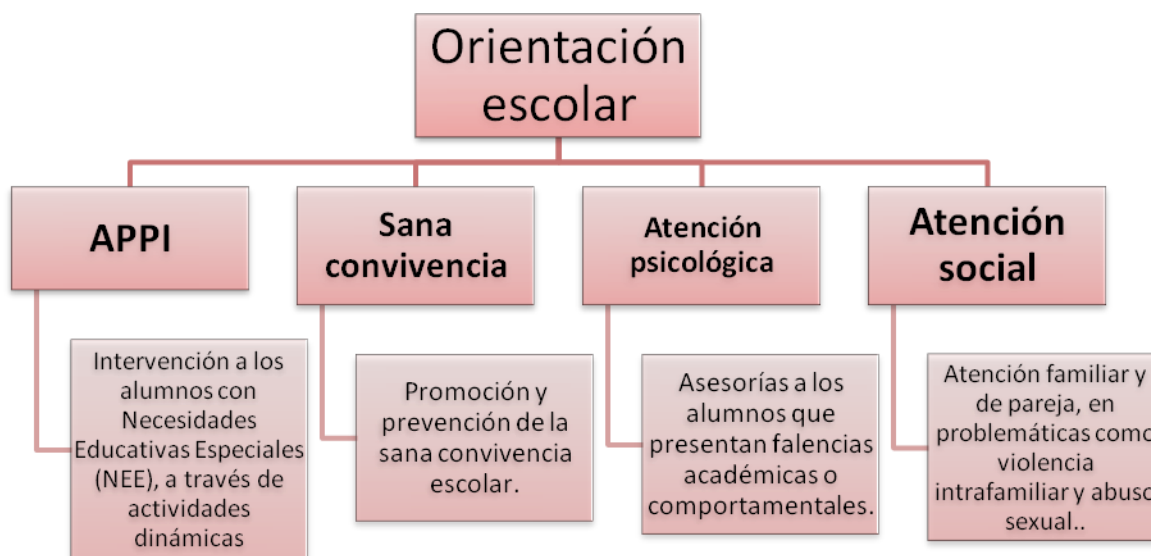 Orientación
escolar
APPI
Sana
convivencia
Atención
psicológica
Atención
social
Intervención a los
alumnos con
Necesidades
Educativas Especiales
(NEE), a través de
actividades
dinámicas
Promoción y
prevención de la
sana convivencia
escolar.
Asesorías a los
alumnos que
presentan falencias
académicas o
comportamentales.
Atención familiar y
de pareja, en
problemáticas como
violencia
intrafamiliar y abuso
sexual..